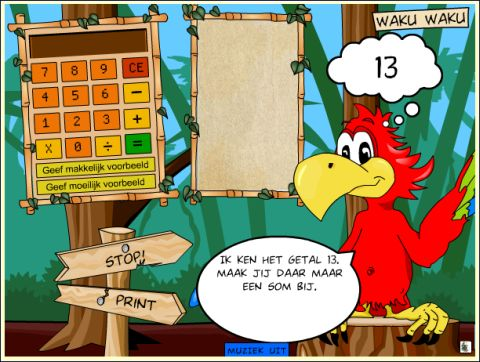 WAKU WAKU
13
7 8 9 CE
4 5 6 −
1 2 3 +
X 0 ÷ =
Geef makkelijk voorbeeld
Geef moeilijk voorbeeld
STOP!
PRINT
IK KEN HET GETAL 13.
MAAK JIJ DAAR MAAR
EEN SOM BIJ.
MUZIEK UIT